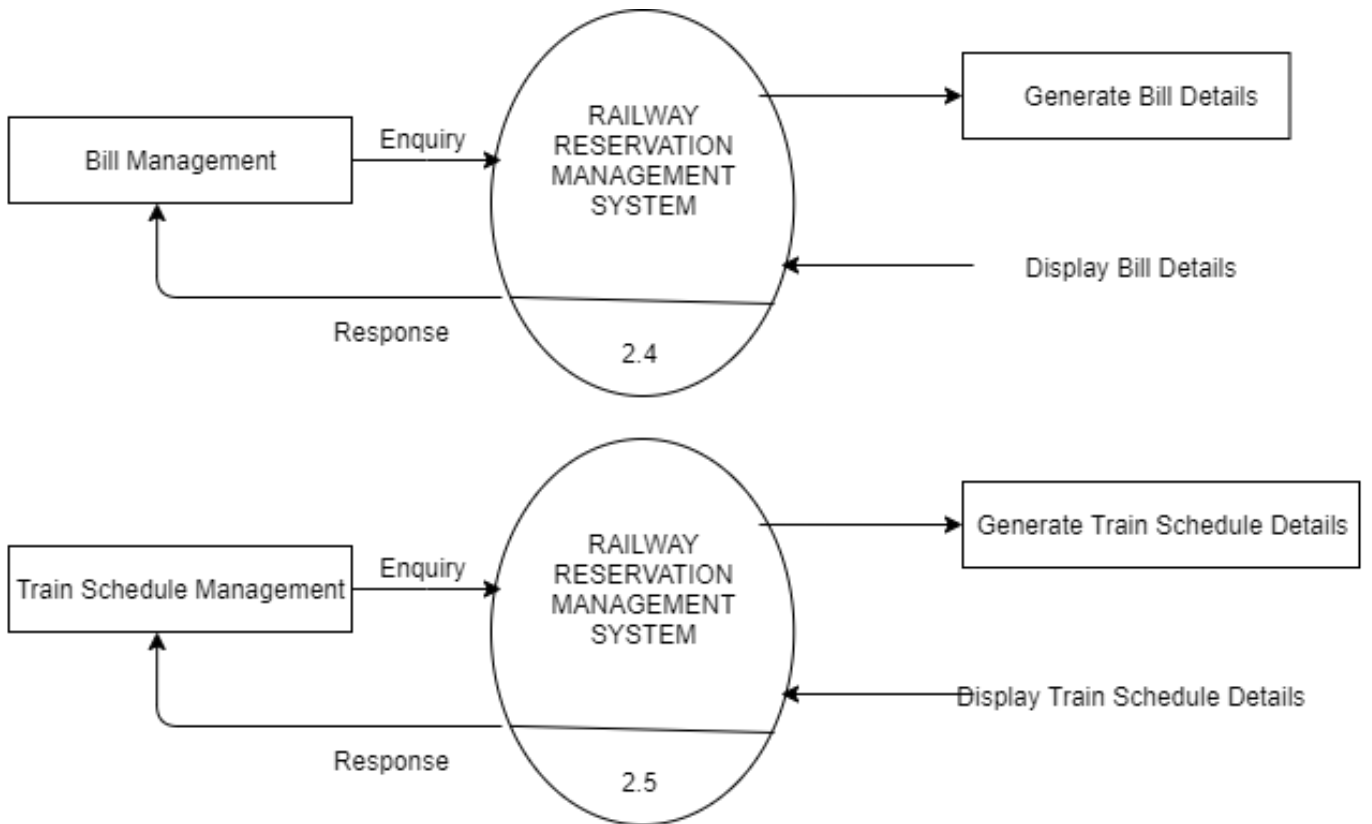 Bill Management
Enquiry
RAILWAY
RESERVATION
MANAGEMENT
SYSTEM
Generate Bill Details
Display Bill Details
Response
2.4
Train Schedule Management
Enquiry
RAILWAY
RESERVATION
MANAGEMENT
SYSTEM
Generate Train Schedule Details
Display Train Schedule Details
Response
2.5